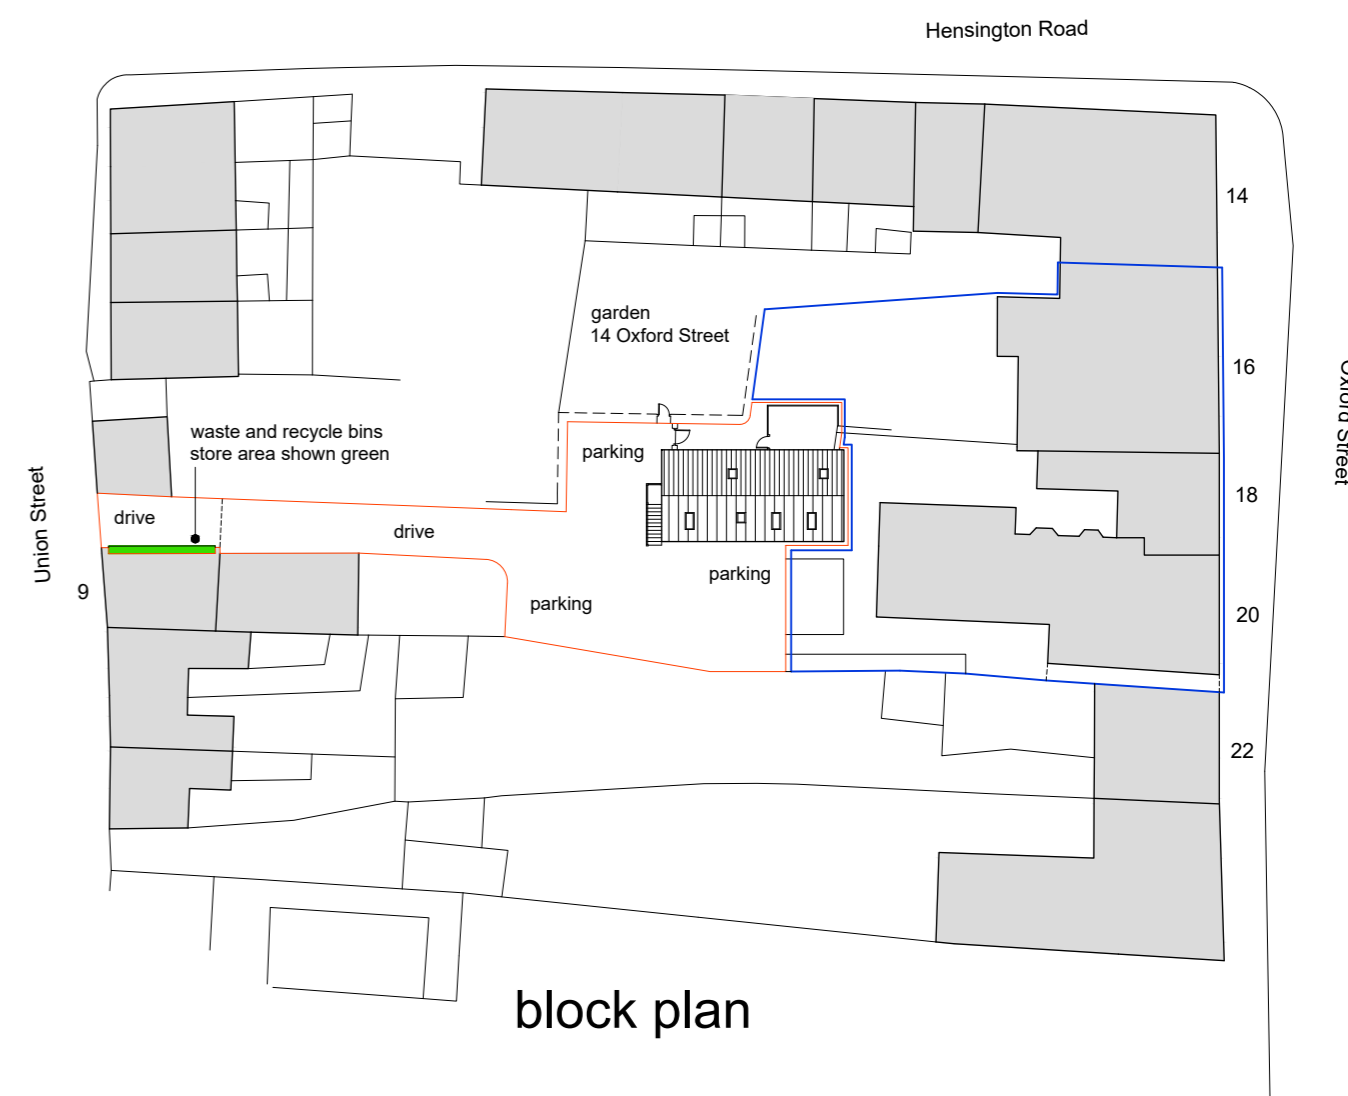 Hensington Road
14
garden
14 Oxford Street
16
Oxford Street
waste and recycle bins
store area shown green
parking
18
drive
drive
Union Street
parking
9
parking
20
22
block plan